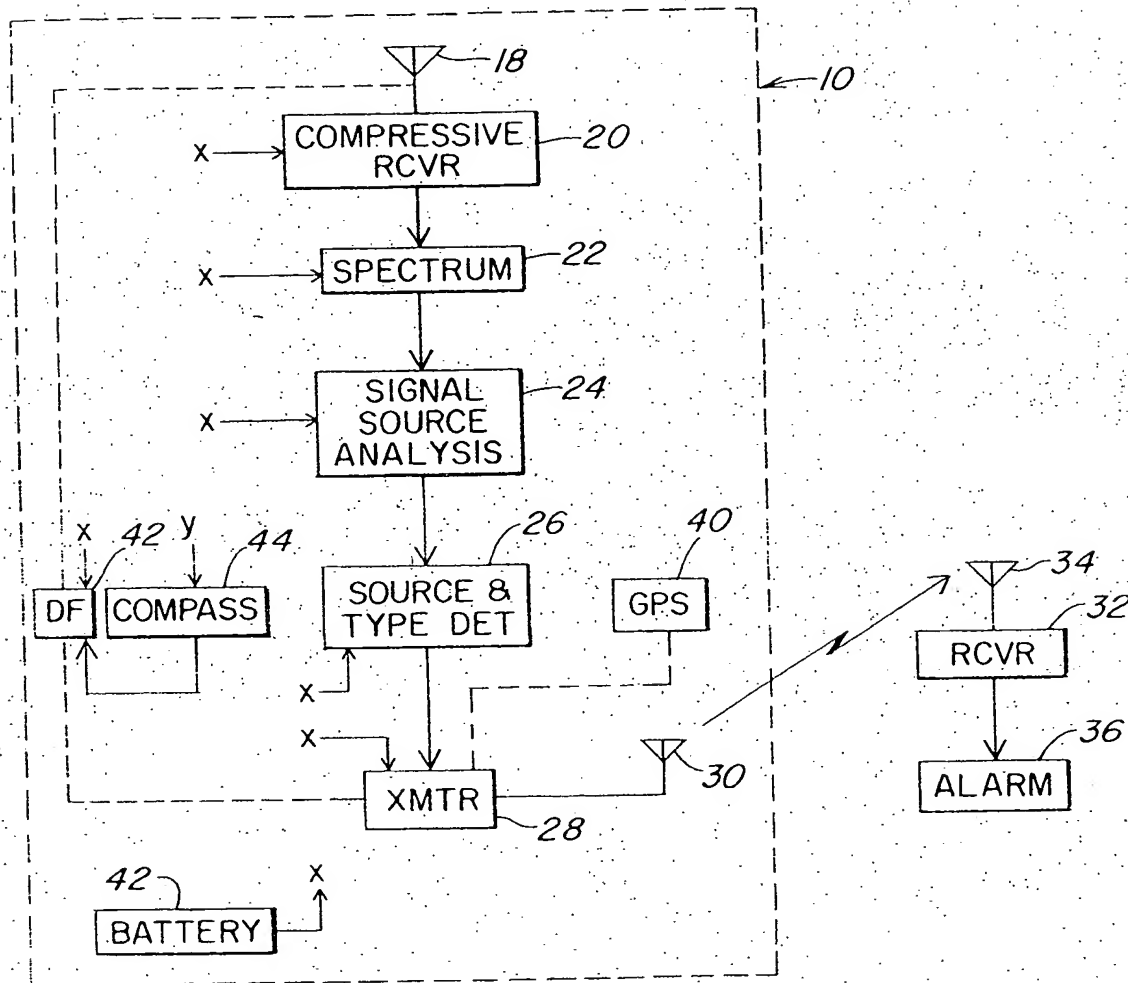 18
10
COMPRESSIVE
RCVR
20
X
SPECTRUM
22
X
SIGNAL
SOURCE
ANALYSIS
24
X
X
42
y
44
26
40
34
DF
COMPASS
SOURCE &
TYPE DET
GPS
32
RCVR
X
X
30
36
XMTR
28
ALARM
42
X
BATTERY